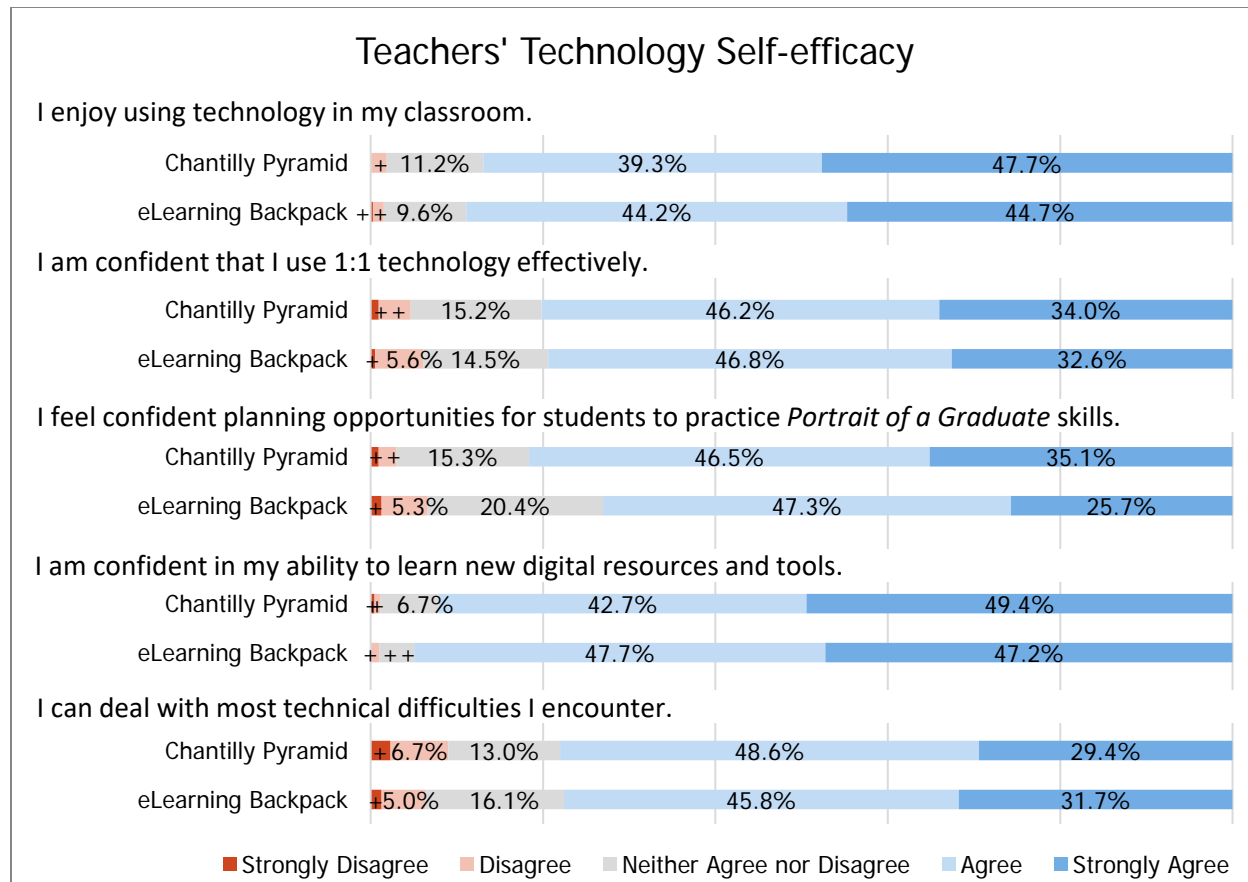 Teachers' Technology Self-efficacy
I enjoy using technology in my classroom.
Chantilly Pyramid + 11.2% 39.3% 47.7%
eLearning Backpack ++ 9.6% 44.2% 44.7%
I am confident that I use 1:1 technology effectively.
Chantilly Pyramid ++ 15.2% 46.2% 34.0%
eLearning Backpack + 5.6% 14.5% 46.8% 32.6%
I feel confident planning opportunities for students to practice Portrait of a Graduate skills.
Chantilly Pyramid ++ 15.3% 46.5% 35.1%
eLearning Backpack + 5.3% 20.4% 47.3% 25.7%
I am confident in my ability to learn new digital resources and tools.
Chantilly Pyramid ++ 6.7% 42.7% 49.4%
eLearning Backpack +++ 47.7% 47.2%
I can deal with most technical difficulties I encounter.
Chantilly Pyramid +6.7% 13.0% 48.6% 29.4%
eLearning Backpack +5.0% 16.1% 45.8% 31.7%
Strongly Disagree Disagree Neither Agree nor Disagree Agree Strongly Agree